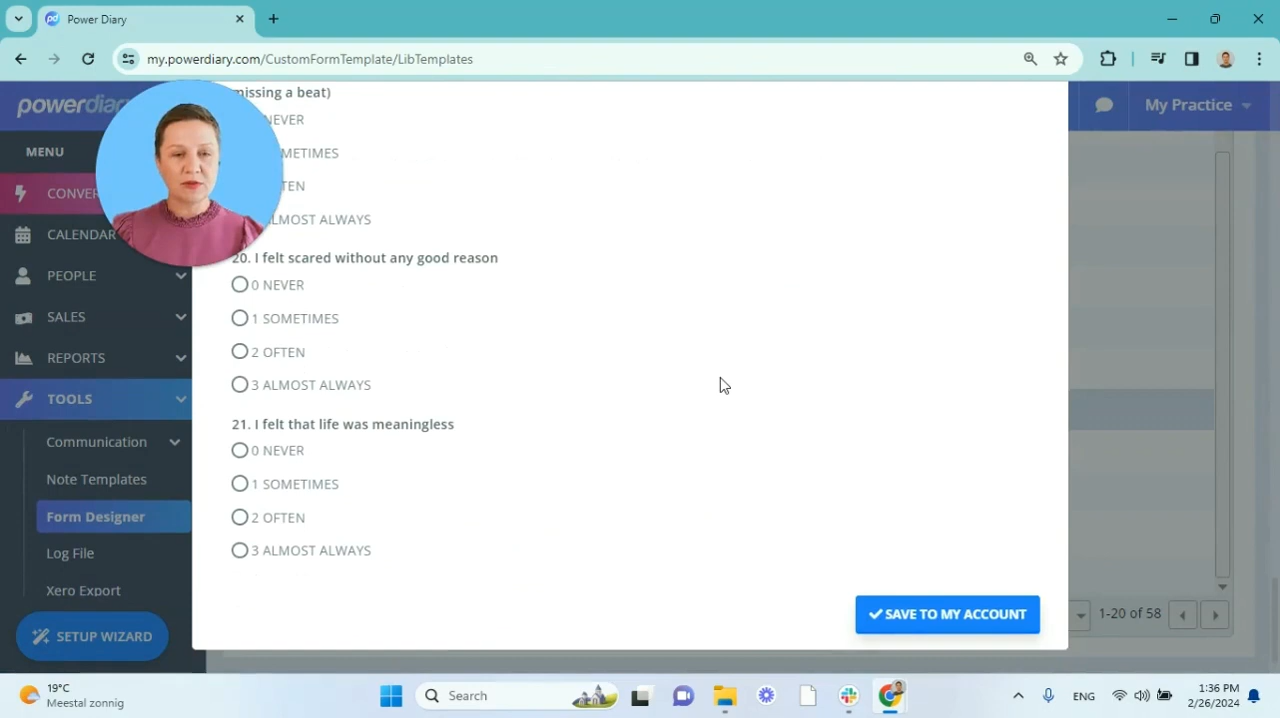 Power Diary
my.powerdiary.com/CustomFormTemplate/LibTemplates
powerdiary
My Practice
MENU
CONVER
CALENDAR
PEOPLE
SALES
REPORTS
TOOLS
Communication
Note Templates
Form Designer
Log File
Xero Export
SETUP WIZARD
missing a beat)
NEVER
METIMES
TEN
LMOST ALWAYS
20. I felt scared without any good reason
0 NEVER
1 SOMETIMES
2 OFTEN
3 ALMOST ALWAYS
21. I felt that life was meaningless
0 NEVER
1 SOMETIMES
2 OFTEN
3 ALMOST ALWAYS
SAVE TO MY ACCOUNT
1-20 of 58
19°C
Meestal zonnig
Search
ENG
1:36 PM
2/26/2024